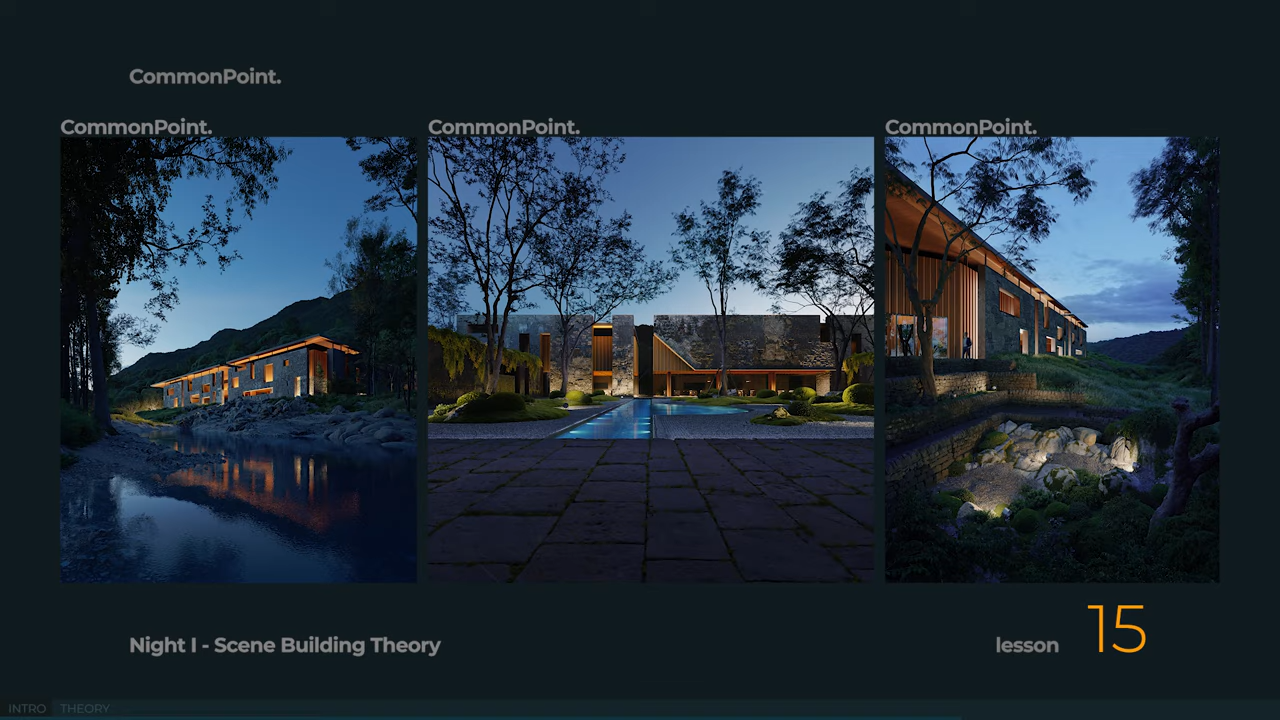 CommonPoint.
CommonPoint.
CommonPoint.
CommonPoint.
Night I - Scene Building Theory
lesson 15
INTRO THEORY